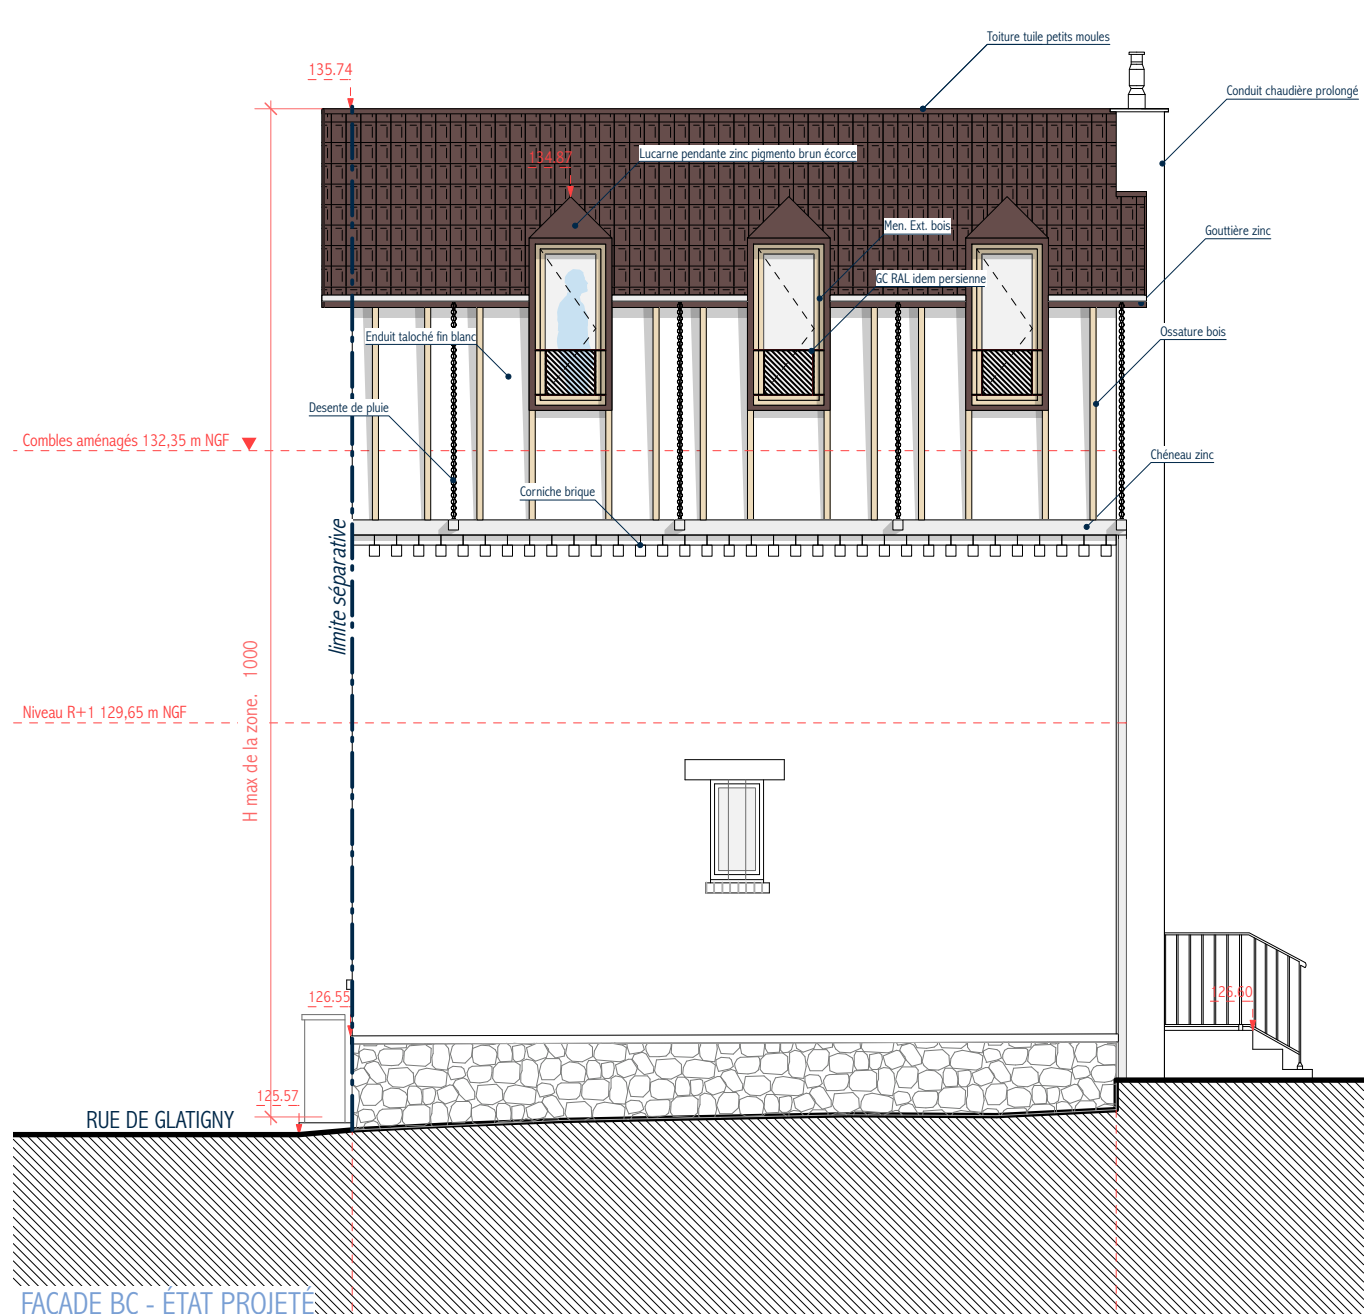 Toiture tuile petits moules
135.74
Conduit chaudière prolongé
134.87
Lucarne pendante zinc pigmento brun écorce
Men. Ext. bois
Gouttière zinc
GC RAL idem persienne
Enduit taloché fin blanc
Ossature bois
Desente de pluie
Combles aménagés 132,35 m NGF
Chéneau zinc
Corniche brique
limite séparative
H max de la zone. 1000
Niveau R+1 129,65 m NGF
126.55
126.60
125.57
RUE DE GLATIGNY
FACADE BC - ÉTAT PROJETÉ